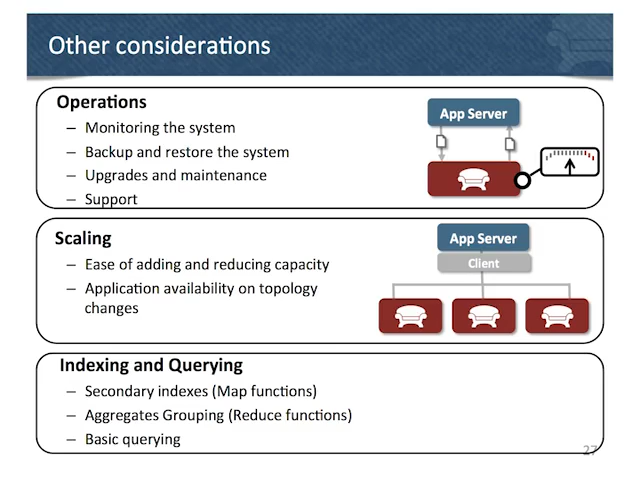 Other considerations
Operations
– Monitoring the system
– Backup and restore the system
– Upgrades and maintenance
– Support
App Server
Scaling
– Ease of adding and reducing capacity
– Application availability on topology
changes
App Server
Client
Indexing and Querying
– Secondary indexes (Map functions)
– Aggregates Grouping (Reduce functions)
– Basic querying
27